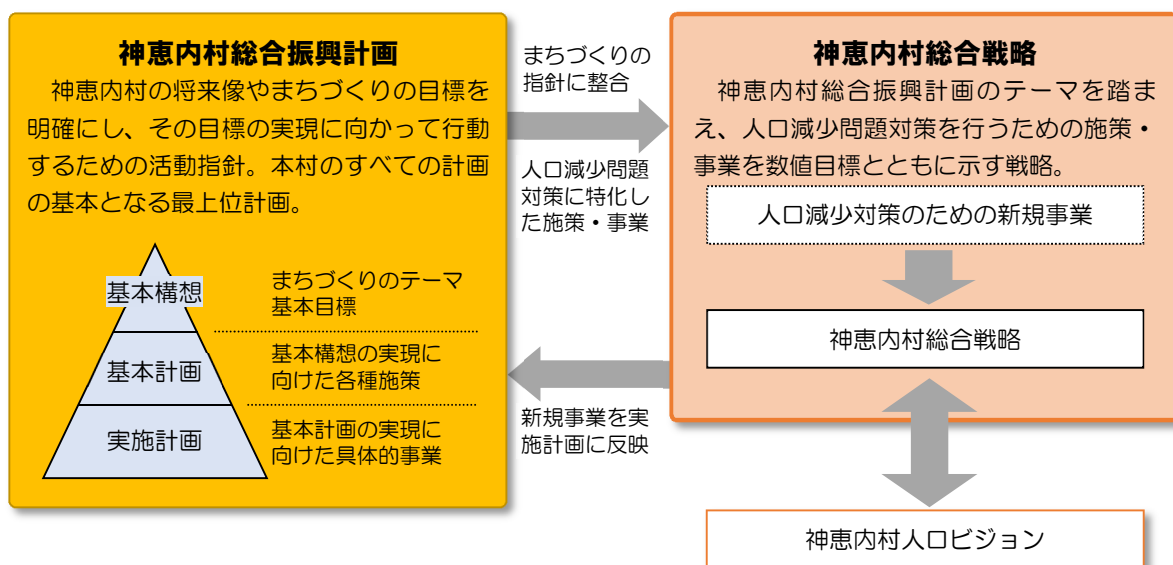 神恵内村総合振興計画
神恵内村の将来像やまちづくりの目標を
明確にし、その目標の実現に向かって行動
するための活動指針。本村のすべての計画
の基本となる最上位計画。
基本構想
まちづくりのテーマ
基本目標
基本計画
基本構想の実現に
向けた各種施策
実施計画
基本計画の実現に
向けた具体的事業
まちづくりの
指針に整合
人口減少問題
対策に特化し
た施策・事業
新規事業を実
施計画に反映
神恵内村総合戦略
神恵内村総合振興計画のテーマを踏ま
え、人口減少問題対策を行うための施策・
事業を数値目標とともに示す戦略。
人口減少対策のための新規事業
神恵内村総合戦略
神恵内村人口ビジョン